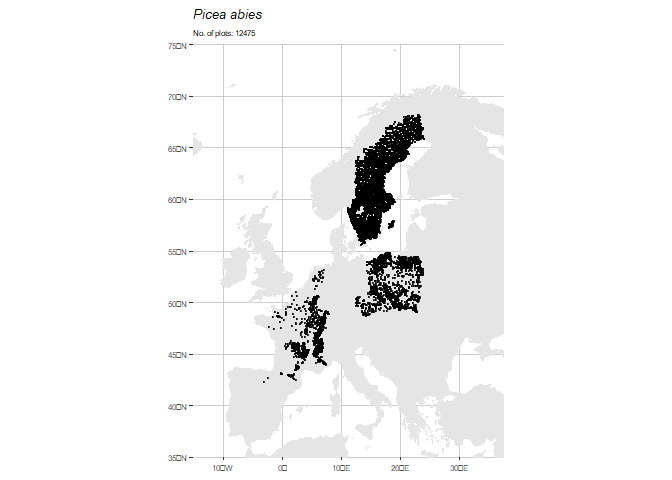 Picea abies
No. of plots: 12475
75□N
70□N
65□N
60□N
55□N
50□N
45□N
40□N
35□N
10□W 0□ 10□E 20□E 30□E